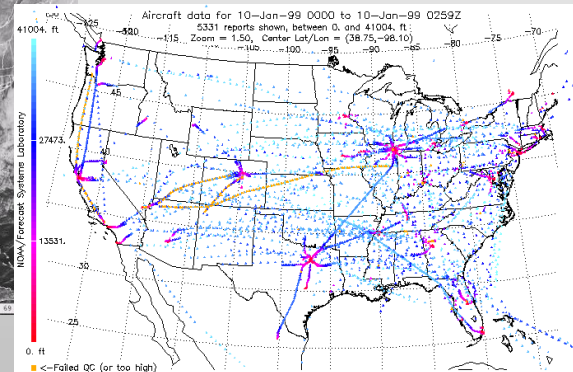 Aircraft data for 10-Jan-99 0000 to 10-Jan-99 0259Z
5331 reports shown, between 0. and 41004. ft
Zoom = 1.50, Center Lat/Lon = (38.75,-98.10)
41004. ft
-125
-120
-115
-105
-100
-95
-90
-85
-80
-75
-70
45
40
27473.
NOAA/Forecast Systems Laboratory
13531.
30
25
0. ft
<-Failed QC (or too high)
69